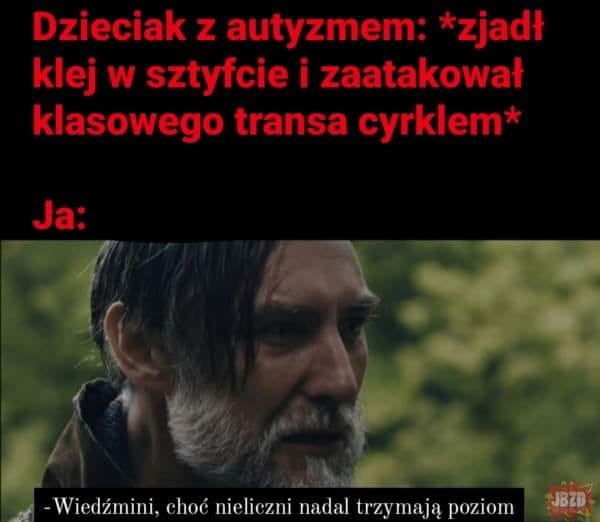 Dzieciak z autyzmem: *zjadł
klej w sztyfcie i zaatakował
klasowego transa cyrklem*
Ja:
-Wiedźmini, choć nieliczni nadal trzymają poziom
JBZD